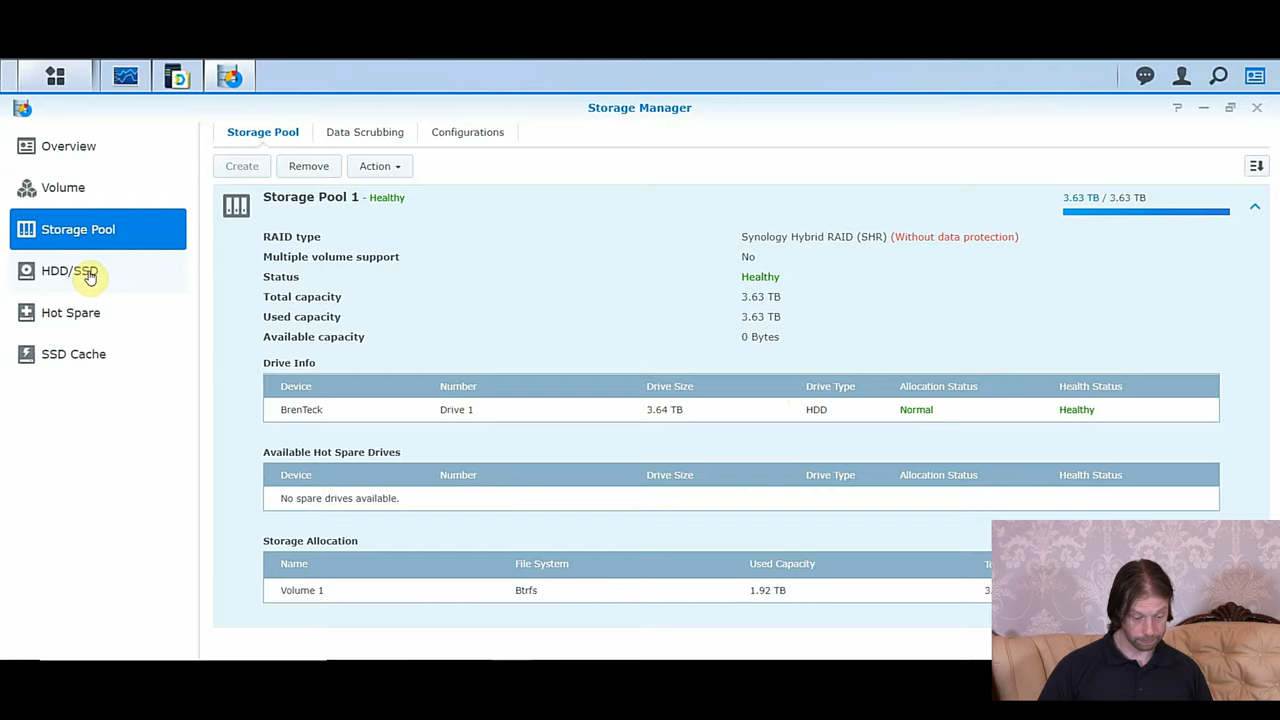 Storage Manager
Overview
Volume
Storage Pool
HDD/SSD
Hot Spare
SSD Cache
Storage Pool Data Scrubbing Configurations
Create Remove Action
Storage Pool 1 - Healthy 3.63 TB / 3.63 TB
RAID type Synology Hybrid RAID (SHR) (Without data protection)
Multiple volume support No
Status Healthy
Total capacity 3.63 TB
Used capacity 3.63 TB
Available capacity 0 Bytes
Drive Info
Device Number Drive Size Drive Type Allocation Status Health Status
BrenTeck Drive 1 3.64 TB HDD Normal Healthy
Available Hot Spare Drives
Device Number Drive Size Drive Type Allocation Status Health Status
No spare drives available.
Storage Allocation
Name File System Used Capacity
Volume 1 Btrfs 1.92 TB